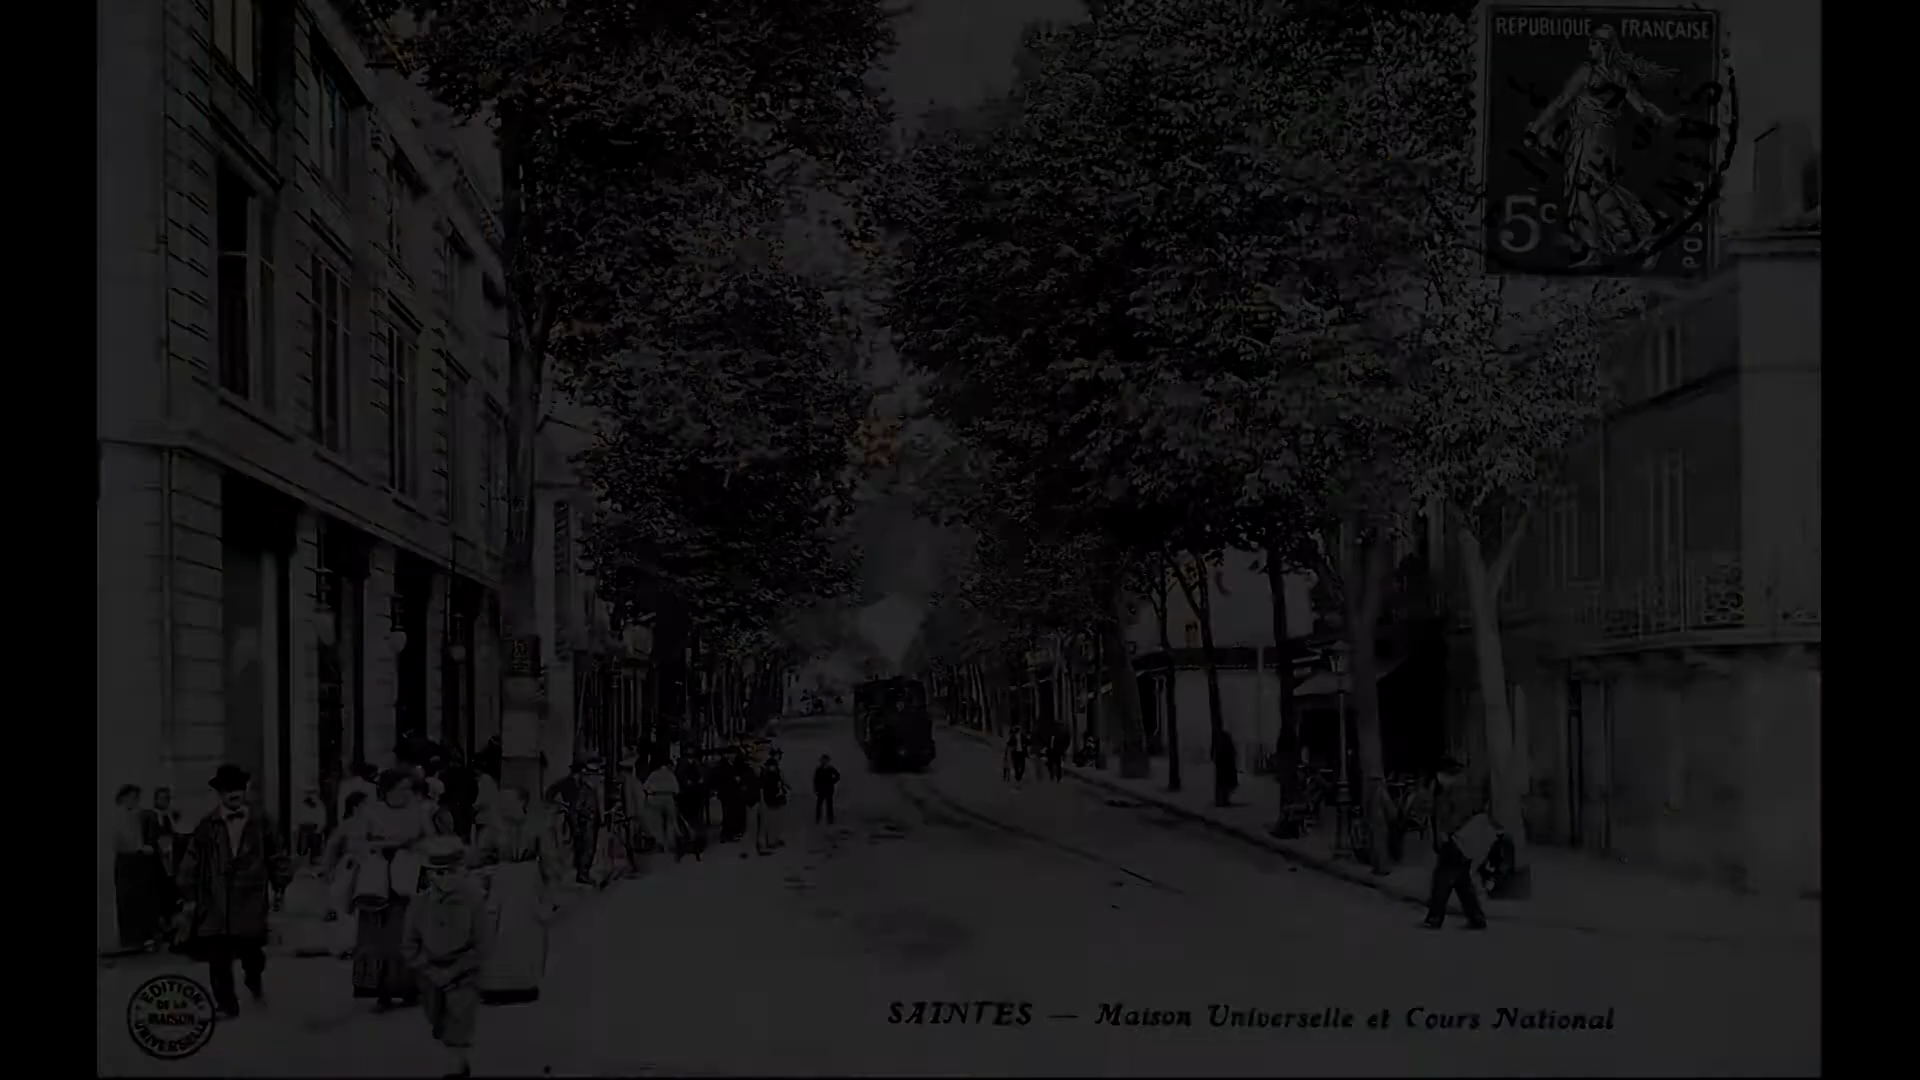 REPUBLIQUE FRANÇAISE
5c
POSTES
EDITION
DE LA
MAISON
UNIVERSELLE
SAINTES — Maison Universelle et Cours National